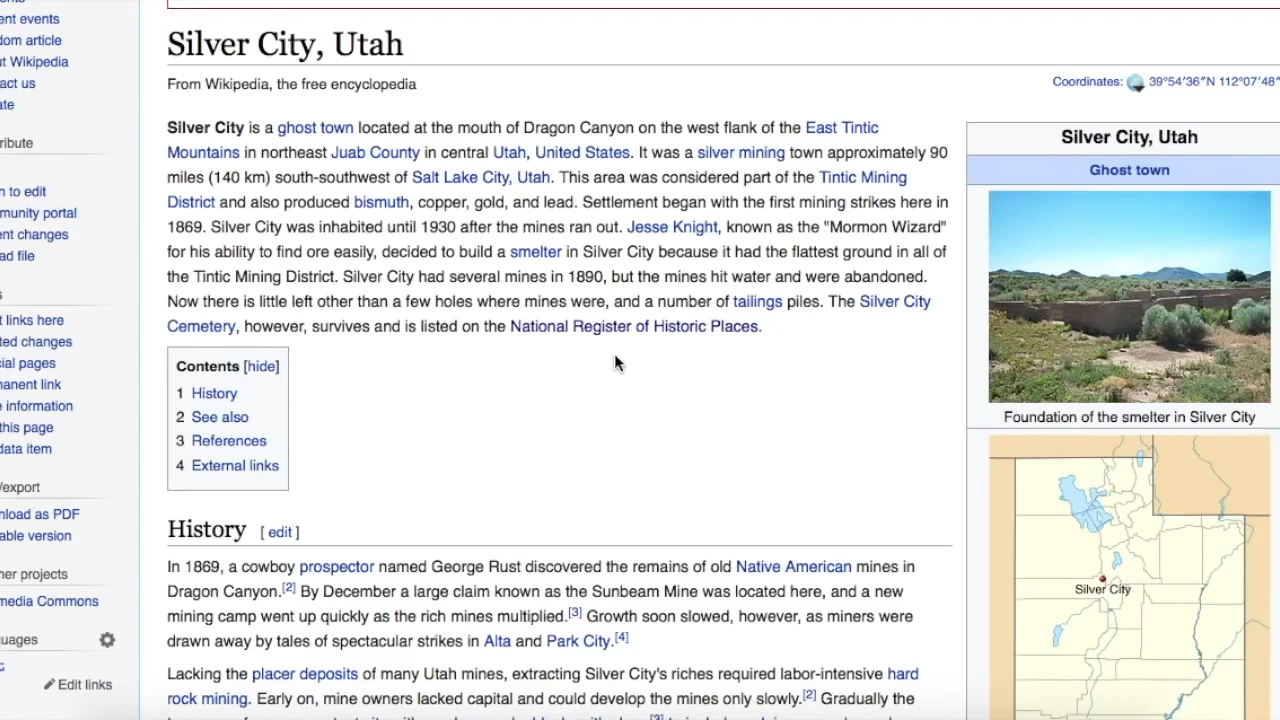 ent events
dom article
ut Wikipedia
act us
ate
ribute
n to edit
munity portal
ent changes
ad file
s
t links here
ted changes
cial pages
manent link
e information
this page
data item
/export
nload as PDF
able version
her projects
media Commons
guages
Edit links
Silver City, Utah
From Wikipedia, the free encyclopedia
Coordinates: 39°54′36″N 112°07′48″
Silver City is a ghost town located at the mouth of Dragon Canyon on the west flank of the East Tintic
Mountains in northeast Juab County in central Utah, United States. It was a silver mining town approximately 90
miles (140 km) south-southwest of Salt Lake City, Utah. This area was considered part of the Tintic Mining
District and also produced bismuth, copper, gold, and lead. Settlement began with the first mining strikes here in
1869. Silver City was inhabited until 1930 after the mines ran out. Jesse Knight, known as the "Mormon Wizard"
for his ability to find ore easily, decided to build a smelter in Silver City because it had the flattest ground in all of
the Tintic Mining District. Silver City had several mines in 1890, but the mines hit water and were abandoned.
Now there is little left other than a few holes where mines were, and a number of tailings piles. The Silver City
Cemetery, however, survives and is listed on the National Register of Historic Places.
Contents [hide]
1 History
2 See also
3 References
4 External links
History [ edit ]
In 1869, a cowboy prospector named George Rust discovered the remains of old Native American mines in
Dragon Canyon.[2] By December a large claim known as the Sunbeam Mine was located here, and a new
mining camp went up quickly as the rich mines multiplied.[3] Growth soon slowed, however, as miners were
drawn away by tales of spectacular strikes in Alta and Park City.[4]
Lacking the placer deposits of many Utah mines, extracting Silver City's riches required labor-intensive hard
rock mining. Early on, mine owners lacked capital and could develop the mines only slowly.[2] Gradually the
Silver City, Utah
Ghost town
Foundation of the smelter in Silver City
Silver City